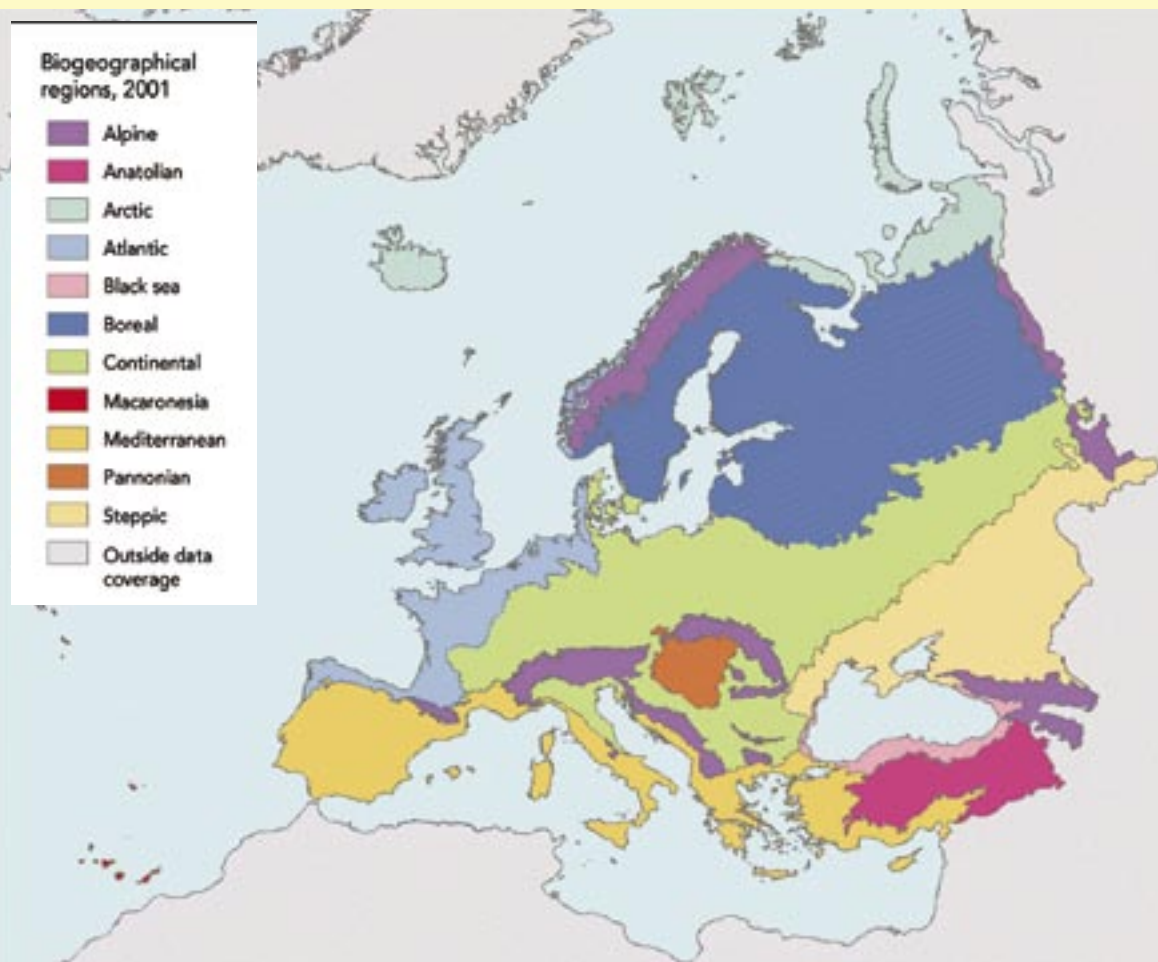 Biogeographical
regions, 2001
Alpine
Anatolian
Arctic
Atlantic
Black sea
Boreal
Continental
Macaronesia
Mediterranean
Pannonian
Steppic
Outside data
coverage